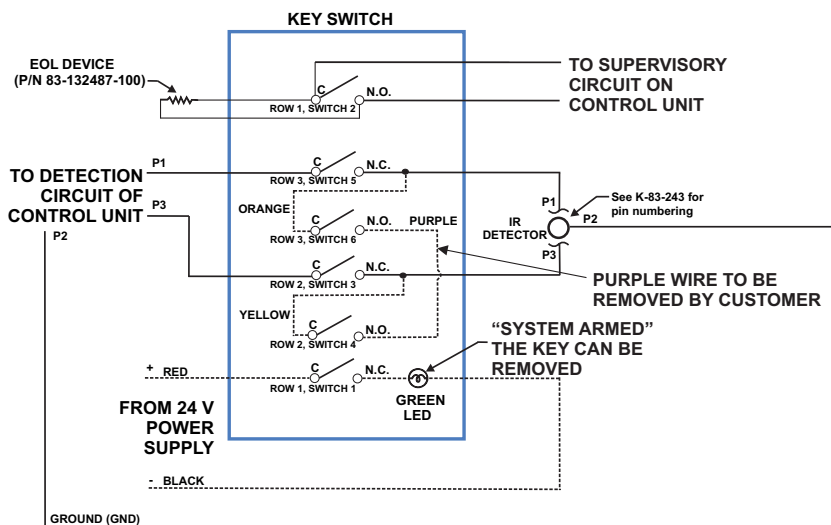 KEY SWITCH
EOL DEVICE
(P/N 83-132487-100)
C
N.O.
ROW 1, SWITCH 2
TO SUPERVISORY
CIRCUIT ON
CONTROL UNIT
TO DETECTION
CIRCUIT OF
CONTROL UNIT
P1
P3
P2
C
N.C.
ROW 3, SWITCH 5
ORANGE
C
N.O.
ROW 3, SWITCH 6
PURPLE
P1
IR
DETECTOR
P2
P3
See K-83-243 for
pin numbering
C
N.C.
ROW 2, SWITCH 3
PURPLE WIRE TO BE
REMOVED BY CUSTOMER
YELLOW
C
N.O.
ROW 2, SWITCH 4
“SYSTEM ARMED”
THE KEY CAN BE
REMOVED
+ RED
C
N.C.
ROW 1, SWITCH 1
GREEN
LED
FROM 24 V
POWER
SUPPLY
- BLACK
GROUND (GND)